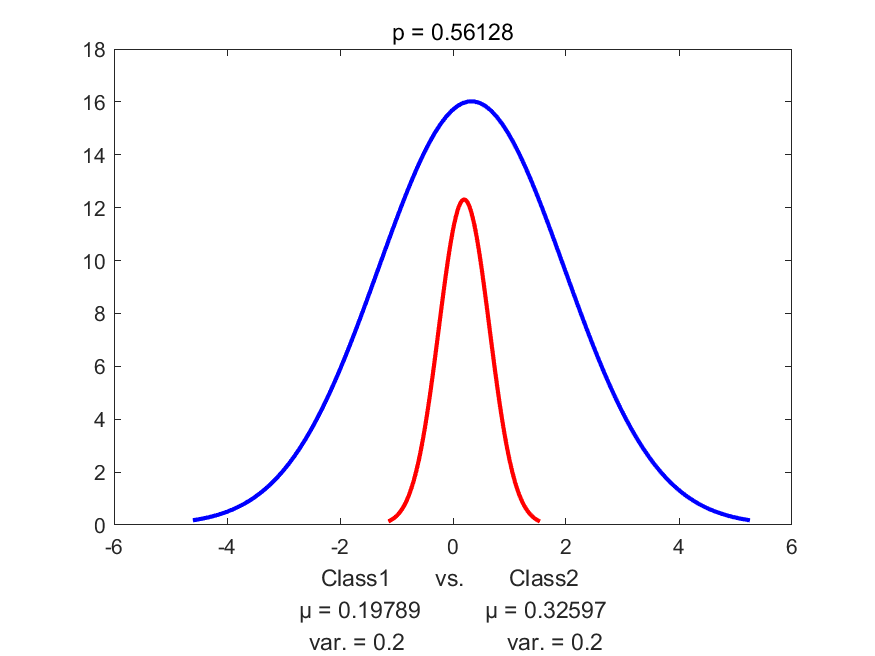 p = 0.56128
18
16
14
12
10
8
6
4
2
0
-6 -4 -2 0 2 4 6
Class1 vs. Class2
μ = 0.19789 μ = 0.32597
var. = 0.2 var. = 0.2